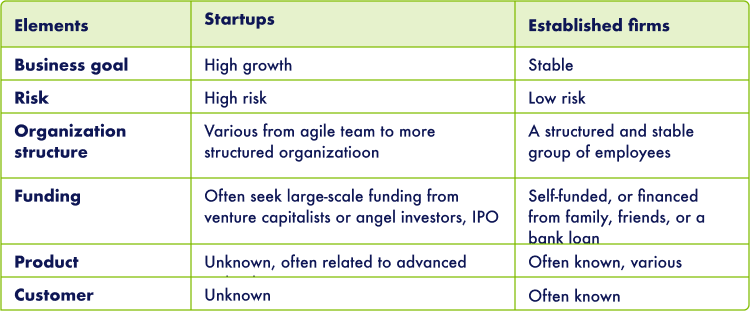 Elements
Startups
Established firms
Business goal
High growth
Stable
Risk
High risk
Low risk
Organization
structure
Various from agile team to more
structured organizatioon
A structured and stable
group of employees
Funding
Often seek large-scale funding from
venture capitalists or angel investors, IPO
Self-funded, or financed
from family, friends, or a
bank loan
Product
Unknown, often related to advanced
Often known, various
Customer
Unknown
Often known